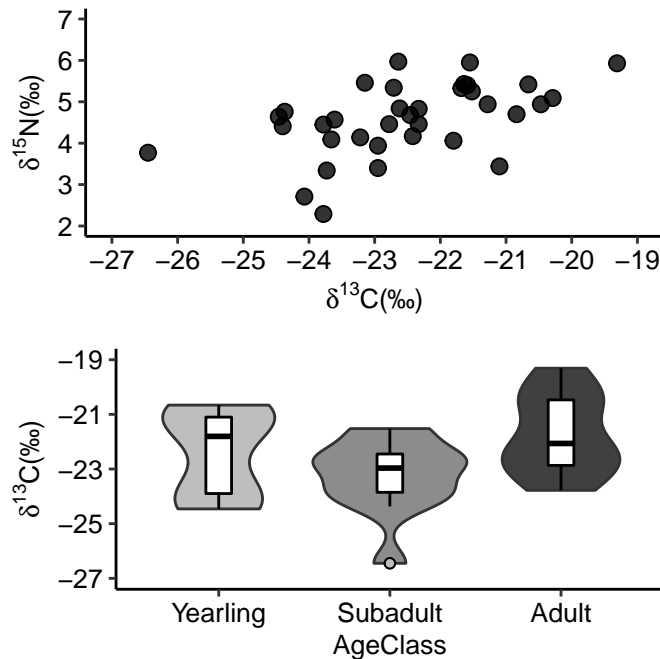 7
6
5
4
3
2
δ¹⁵N(‰)
−27 −26 −25 −24 −23 −22 −21 −20 −19
δ¹³C(‰)
−19
−21
−23
−25
−27
δ¹³C(‰)
Yearling Subadult Adult
AgeClass